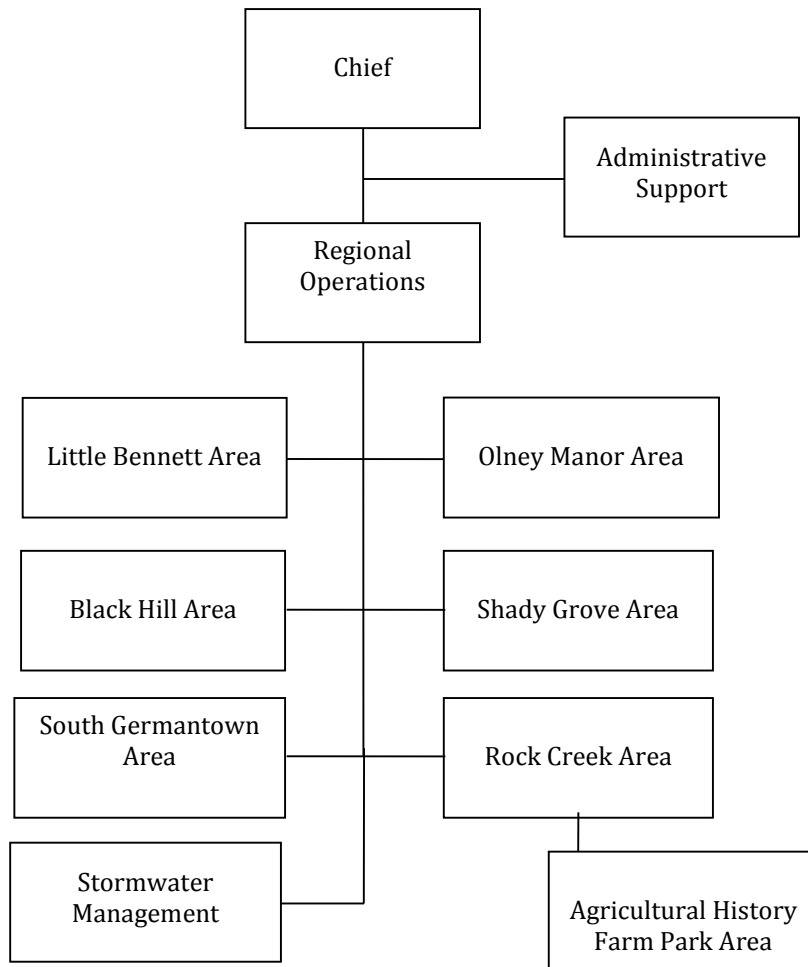 Chief
Administrative
Support
Regional
Operations
Little Bennett Area
Olney Manor Area
Black Hill Area
Shady Grove Area
South Germantown
Area
Rock Creek Area
Stormwater
Management
Agricultural History
Farm Park Area